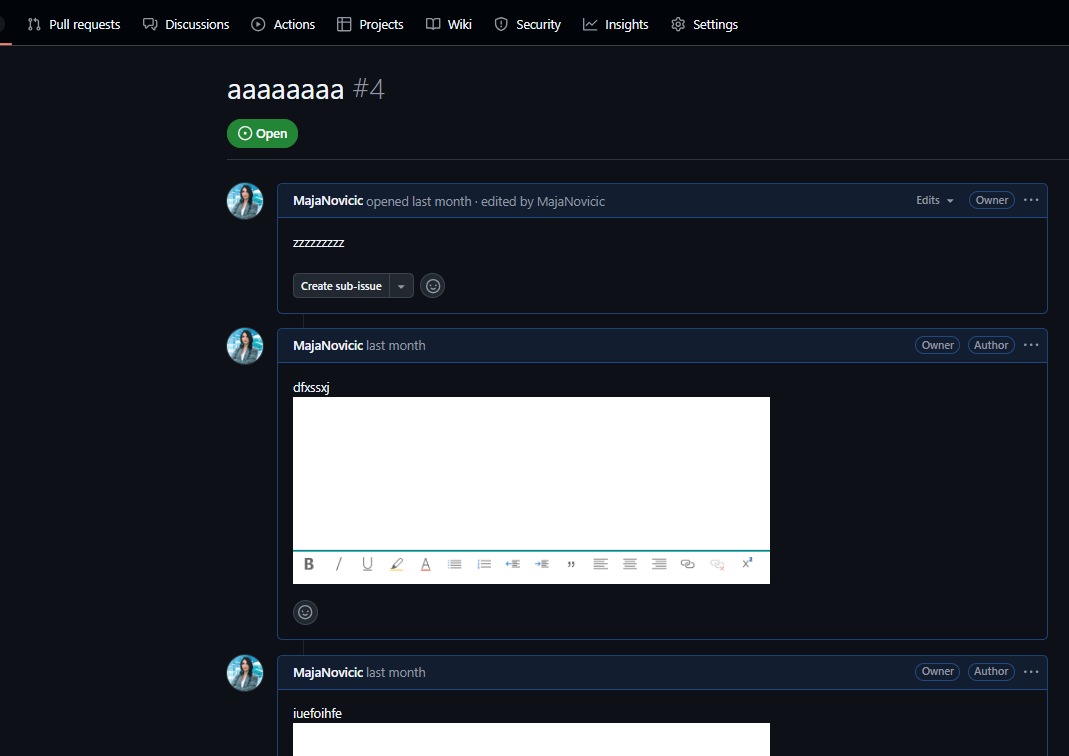 Pull requests Discussions Actions Projects Wiki Security Insights Settings
aaaaaaaa #4
Open
MajaNovicic opened last month · edited by MajaNovicic Edits Owner
zzzzzzzzz
Create sub-issue
MajaNovicic last month Owner Author
dfxssxj
B / U A x²
MajaNovicic last month Owner Author
iuefoihfe